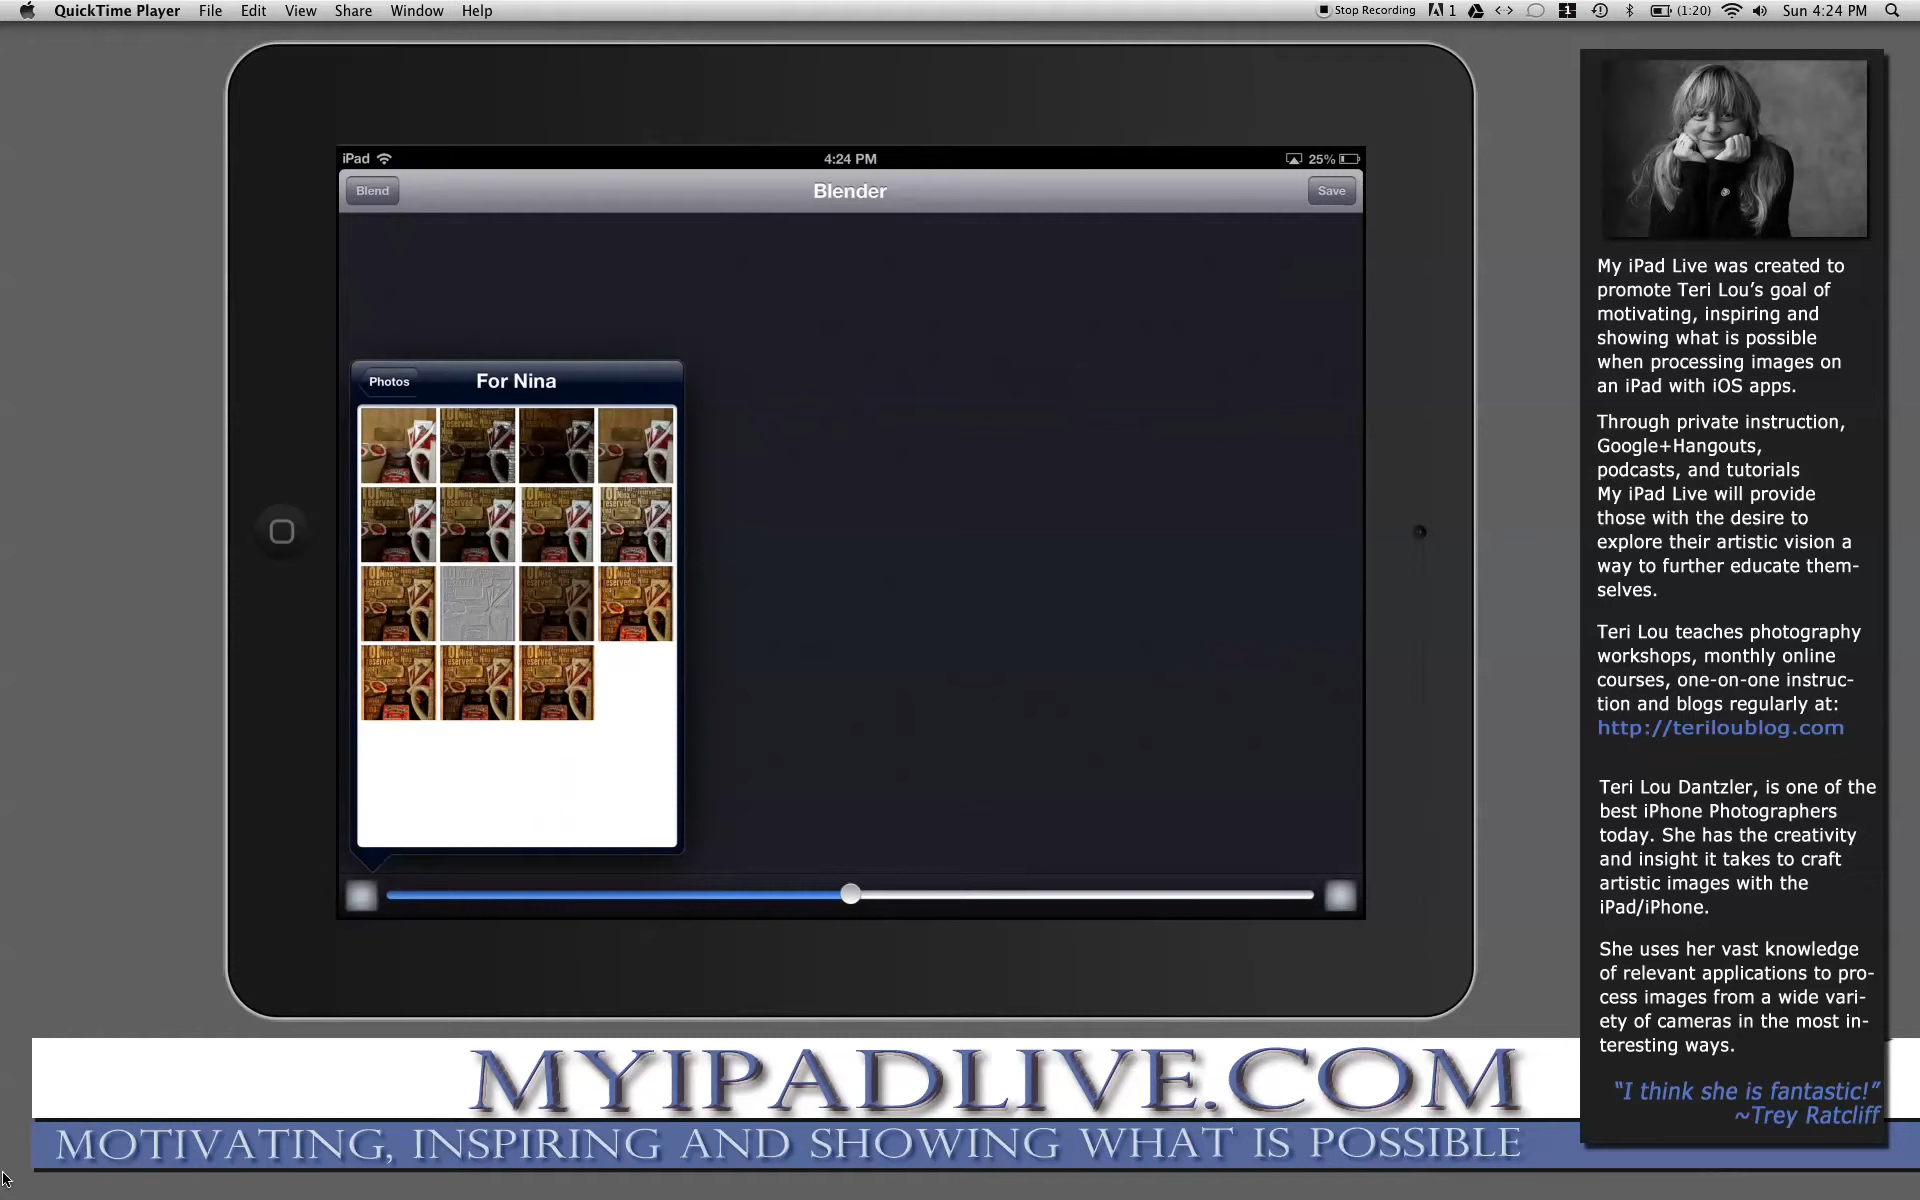 QuickTime Player File Edit View Share Window Help
Stop Recording 1 (1:20) Sun 4:24 PM
iPad 4:24 PM 25%
Blend Blender Save
Photos For Nina
My iPad Live was created to
promote Teri Lou’s goal of
motivating, inspiring and
showing what is possible
when processing images on
an iPad with iOS apps.
Through private instruction,
Google+Hangouts,
podcasts, and tutorials
My iPad Live will provide
those with the desire to
explore their artistic vision a
way to further educate them-
selves.
Teri Lou teaches photography
workshops, monthly online
courses, one-on-one instruc-
tion and blogs regularly at:
http://teriloublog.com
Teri Lou Dantzler, is one of the
best iPhone Photographers
today. She has the creativity
and insight it takes to craft
artistic images with the
iPad/iPhone.
She uses her vast knowledge
of relevant applications to pro-
cess images from a wide vari-
ety of cameras in the most in-
teresting ways.
“I think she is fantastic!”
~Trey Ratcliff
MYIPADLIVE.COM
MOTIVATING, INSPIRING AND SHOWING WHAT IS POSSIBLE